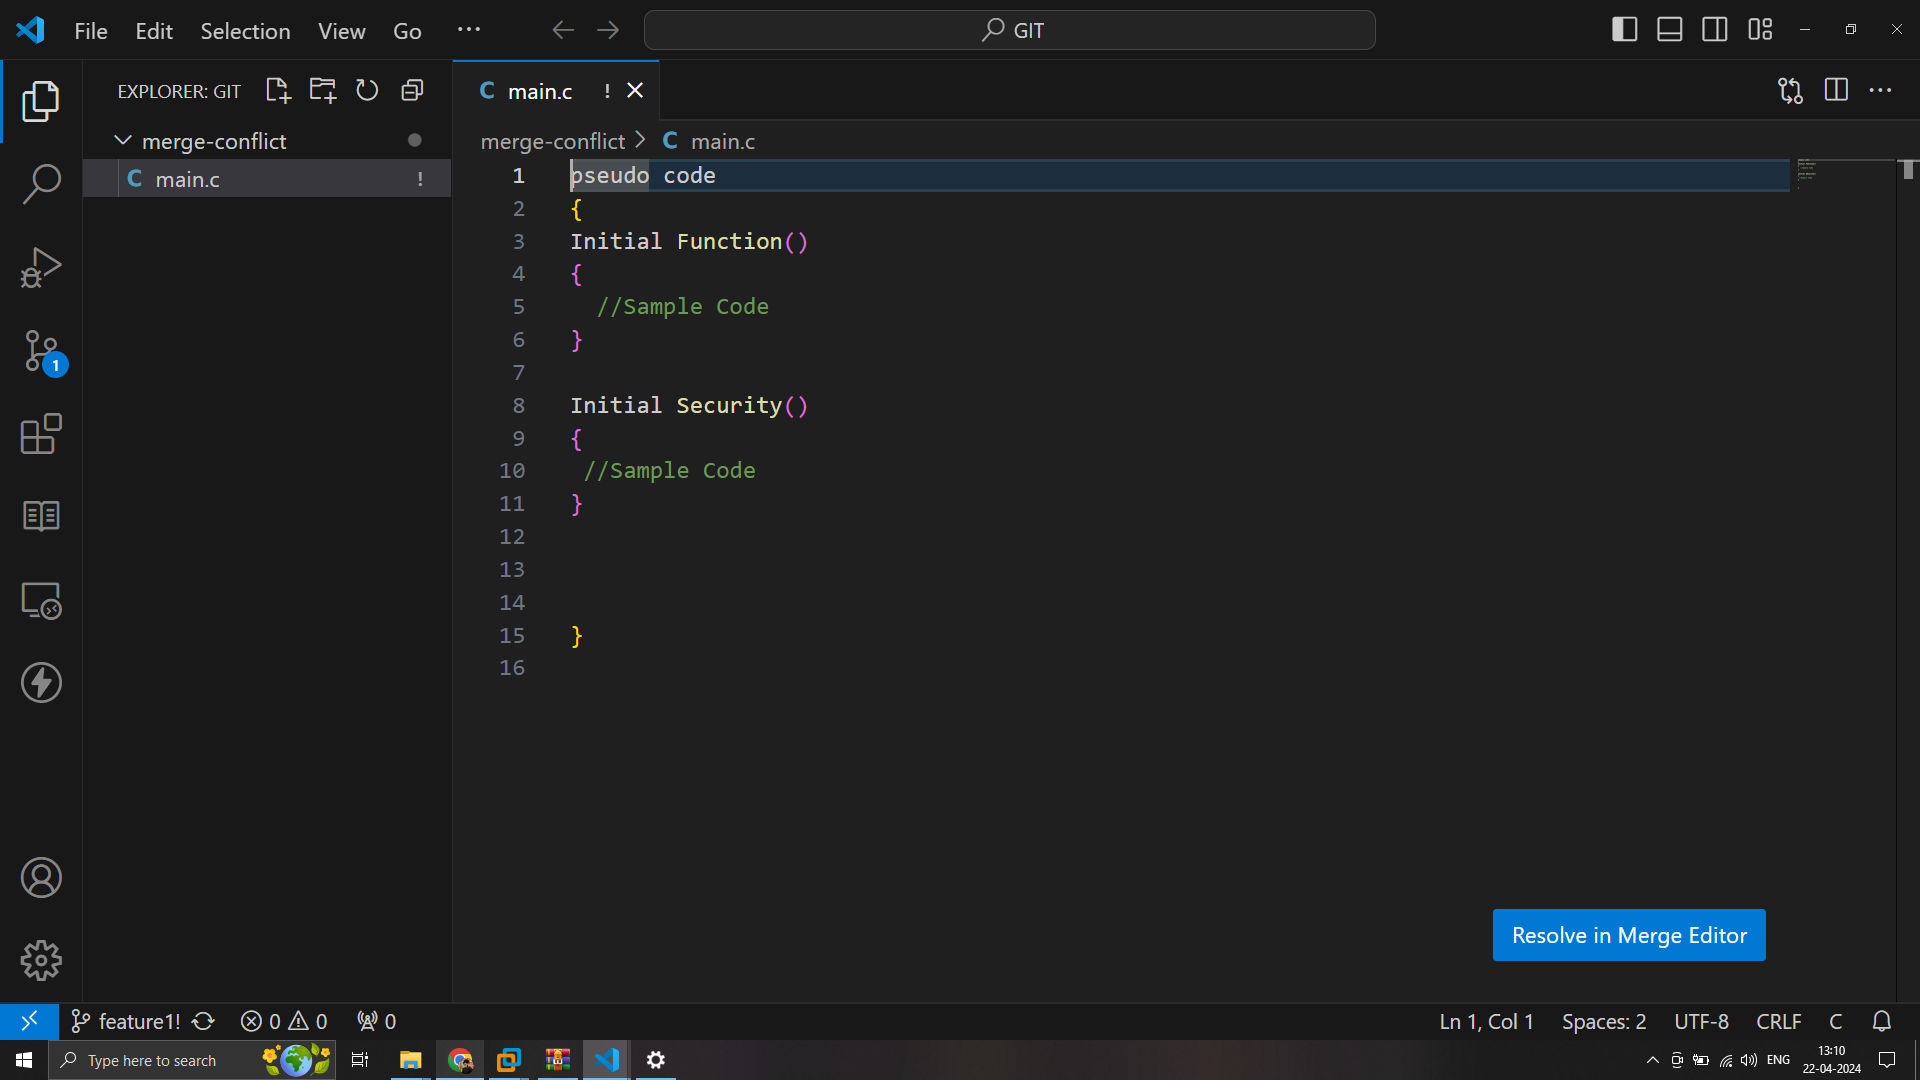 File Edit Selection View Go ··· GIT
EXPLORER: GIT
merge-conflict
C main.c !
C main.c !
merge-conflict > C main.c
1 pseudo code
2 {
3 Initial Function()
4 {
5 //Sample Code
6 }
7
8 Initial Security()
9 {
10 //Sample Code
11 }
12
13
14
15 }
16
1
Resolve in Merge Editor
feature1! 0 0 0 Ln 1, Col 1 Spaces: 2 UTF-8 CRLF C
Type here to search
ENG
13:10
22-04-2024